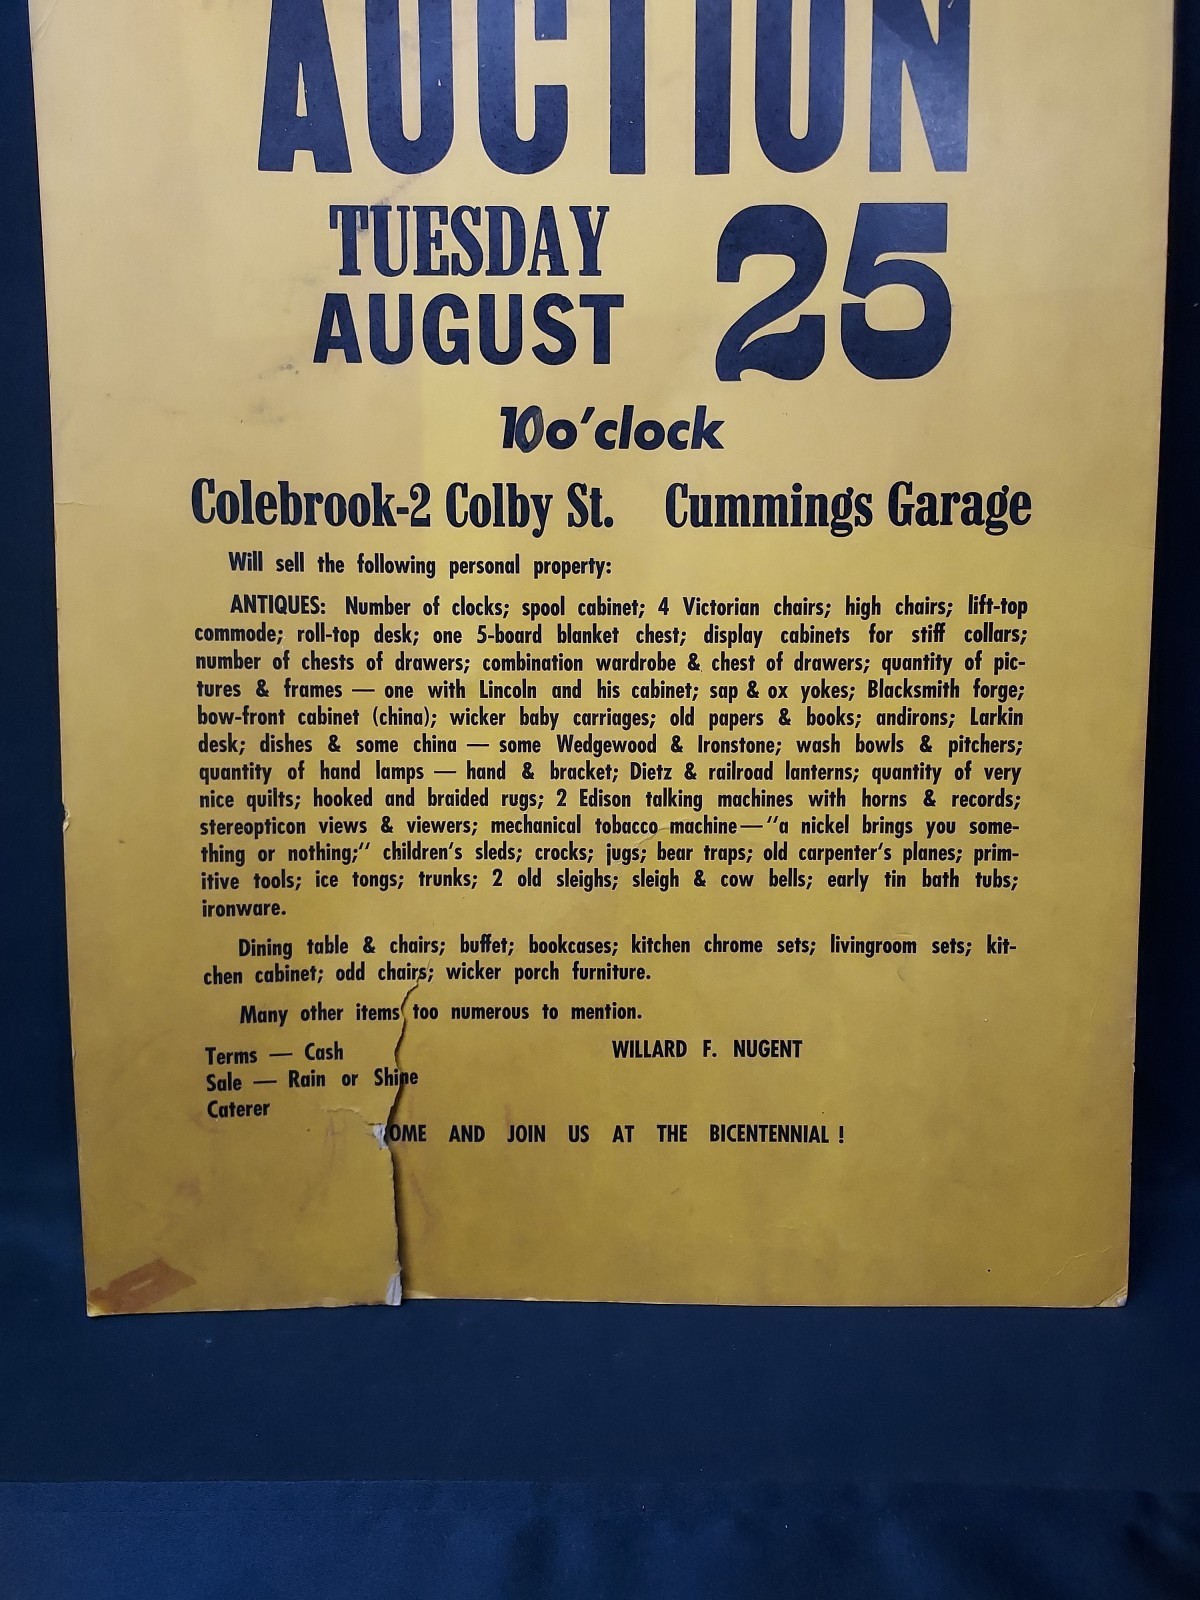 AUCTION
TUESDAY
AUGUST 25
10 o'clock
Colebrook-2 Colby St. Cummings Garage
Will sell the following personal property:
ANTIQUES: Number of clocks; spool cabinet; 4 Victorian chairs; high chairs; lift-top
commode; roll-top desk; one 5-board blanket chest; display cabinets for stiff collars;
number of chests of drawers; combination wardrobe & chest of drawers; quantity of pic-
tures & frames — one with Lincoln and his cabinet; sap & ox yokes; Blacksmith forge;
bow-front cabinet (china); wicker baby carriages; old papers & books; andirons; Larkin
desk; dishes & some china — some Wedgewood & Ironstone; wash bowls & pitchers;
quantity of hand lamps — hand & bracket; Dietz & railroad lanterns; quantity of very
nice quilts; hooked and braided rugs; 2 Edison talking machines with horns & records;
stereopticon views & viewers; mechanical tobacco machine—"a nickel brings you some-
thing or nothing;" children's sleds; crocks; jugs; bear traps; old carpenter's planes; prim-
itive tools; ice tongs; trunks; 2 old sleighs; sleigh & cow bells; early tin bath tubs;
ironware.
Dining table & chairs; buffet; bookcases; kitchen chrome sets; livingroom sets; kit-
chen cabinet; odd chairs; wicker porch furniture.
Many other items too numerous to mention.
Terms — Cash WILLARD F. NUGENT
Sale — Rain or Shine
Caterer
OME AND JOIN US AT THE BICENTENNIAL !